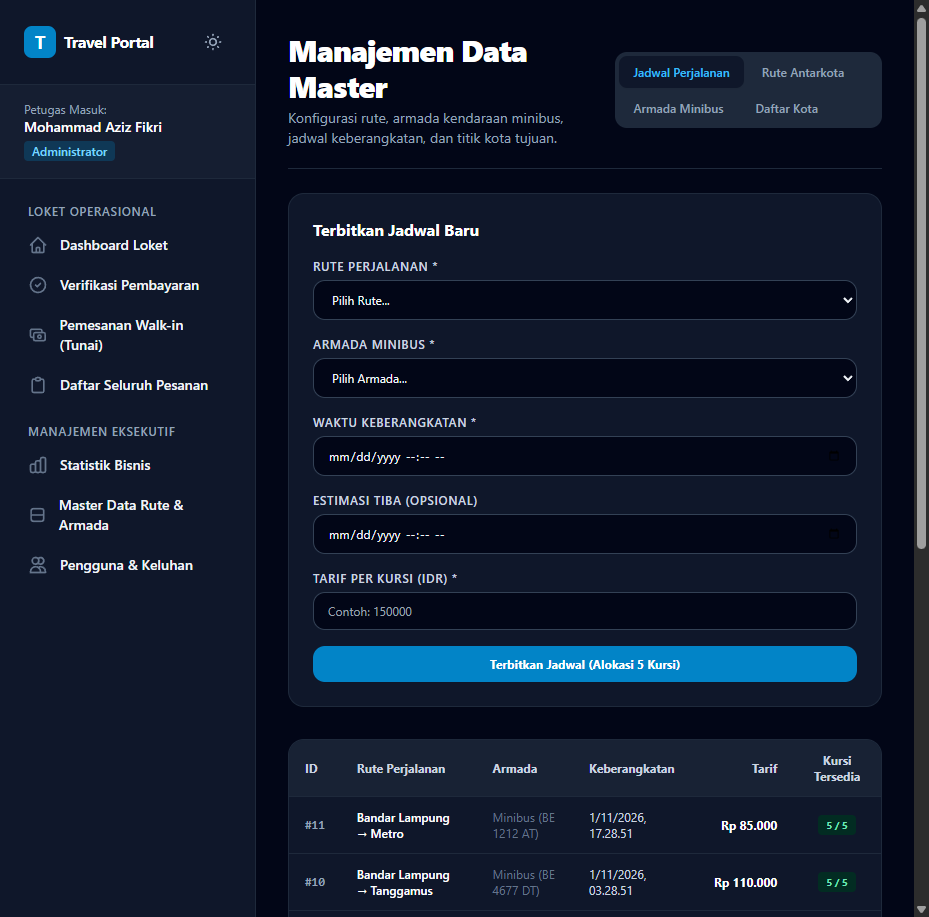 T Travel Portal
Petugas Masuk:
Mohammad Aziz Fikri
Administrator
LOKET OPERASIONAL
Dashboard Loket
Verifikasi Pembayaran
Pemesanan Walk-in
(Tunai)
Daftar Seluruh Pesanan
MANAJEMEN EKSEKUTIF
Statistik Bisnis
Master Data Rute &
Armada
Pengguna & Keluhan
Manajemen Data
Master
Konfigurasi rute, armada kendaraan minibus,
jadwal keberangkatan, dan titik kota tujuan.
Jadwal Perjalanan Rute Antarkota
Armada Minibus Daftar Kota
Terbitkan Jadwal Baru
RUTE PERJALANAN *
Pilih Rute...
ARMADA MINIBUS *
Pilih Armada...
WAKTU KEBERANGKATAN *
mm/dd/yyyy --:-- --
ESTIMASI TIBA (OPSIONAL)
mm/dd/yyyy --:-- --
TARIF PER KURSI (IDR) *
Contoh: 150000
Terbitkan Jadwal (Alokasi 5 Kursi)
ID Rute Perjalanan Armada Keberangkatan Tarif Kursi
Tersedia
#11 Bandar Lampung
→ Metro Minibus (BE
1212 AT) 1/11/2026,
17.28.51 Rp 85.000 5 / 5
#10 Bandar Lampung
→ Tanggamus Minibus (BE
4677 DT) 1/11/2026,
03.28.51 Rp 110.000 5 / 5